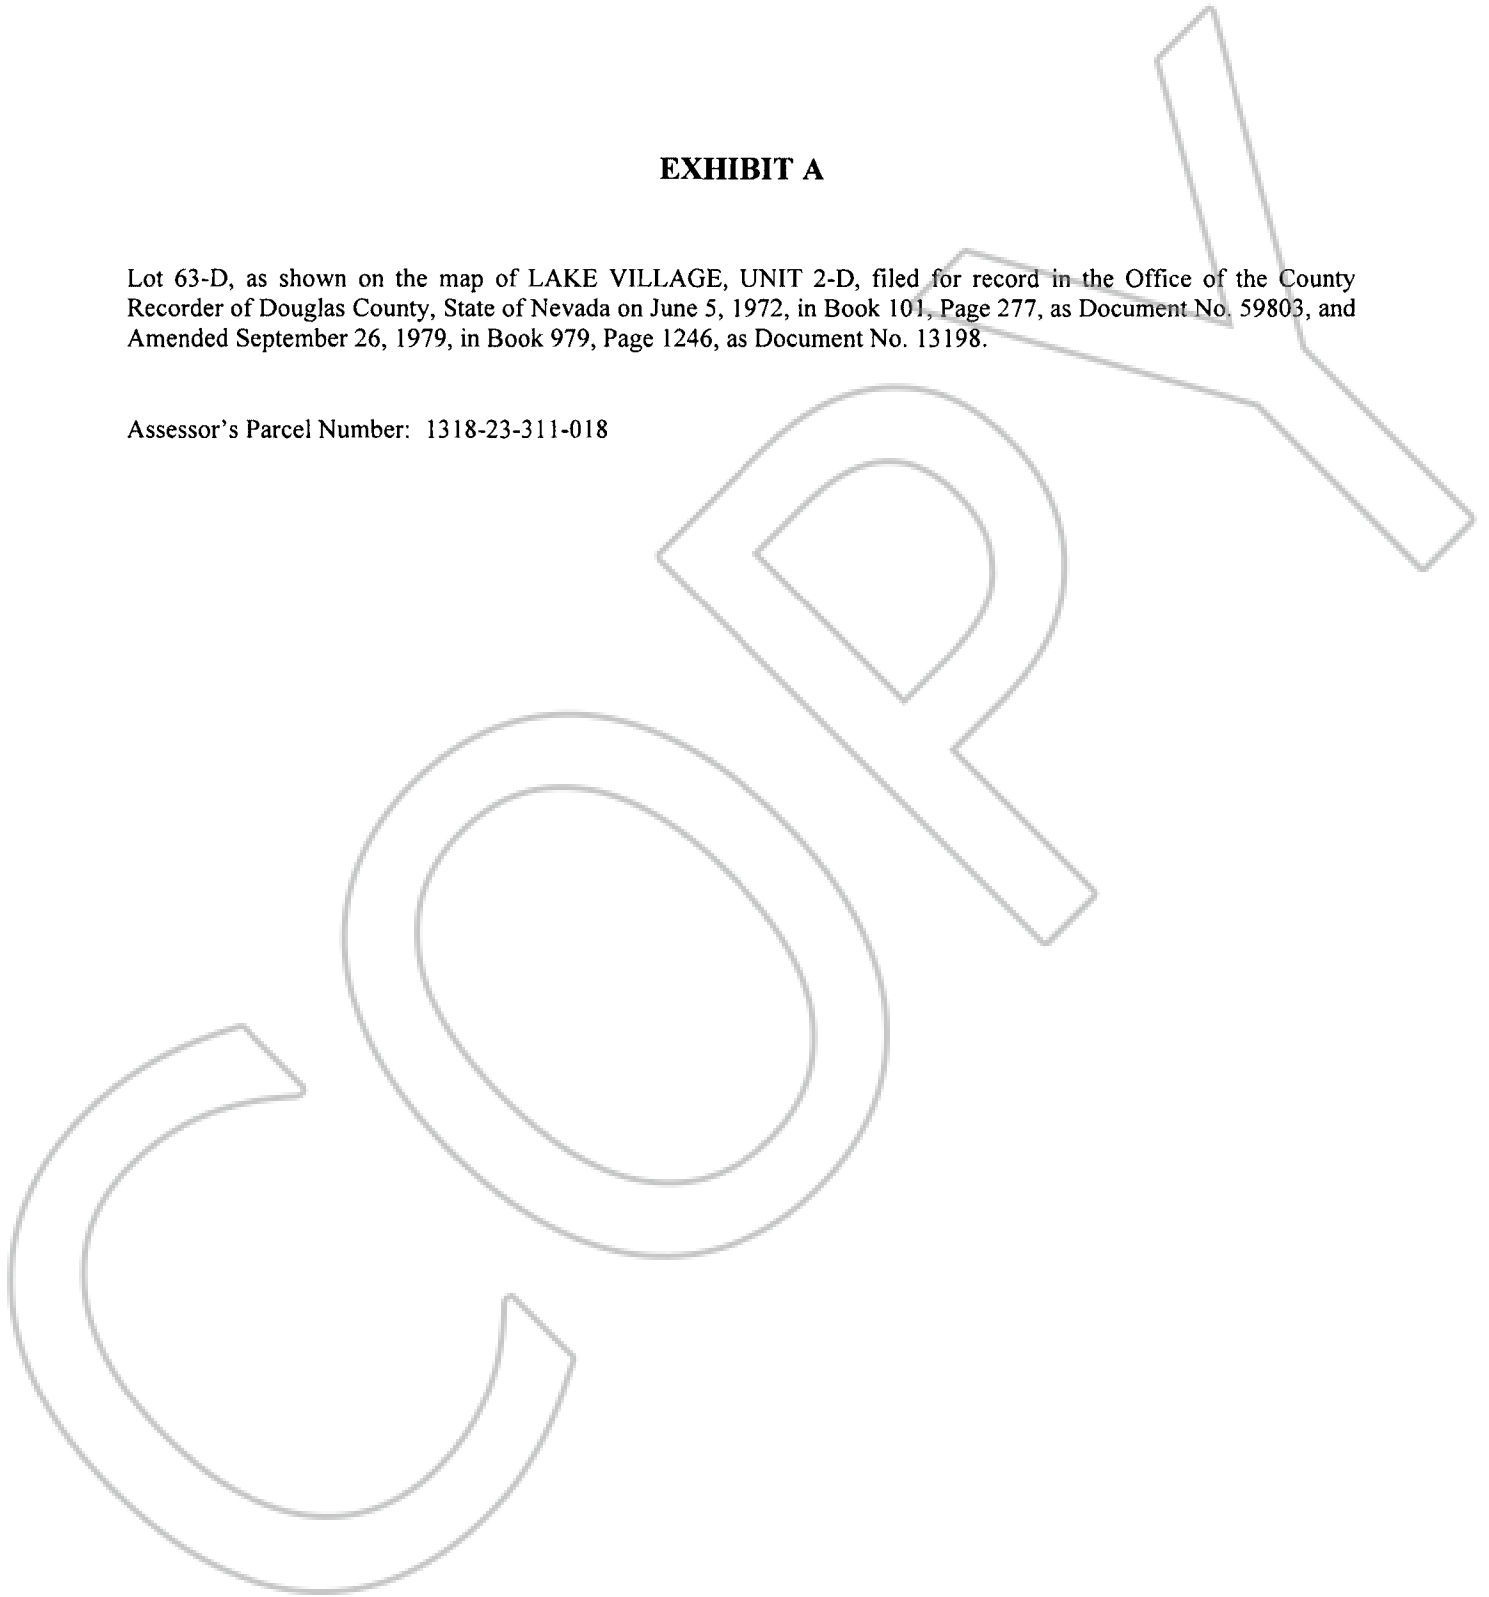 EXHIBIT A
Lot 63-D, as shown on the map of LAKE VILLAGE, UNIT 2-D, filed for record in the Office of the County
Recorder of Douglas County, State of Nevada on June 5, 1972, in Book 101, Page 277, as Document No. 59803, and
Amended September 26, 1979, in Book 979, Page 1246, as Document No. 13198.
Assessor's Parcel Number: 1318-23-311-018
COPY